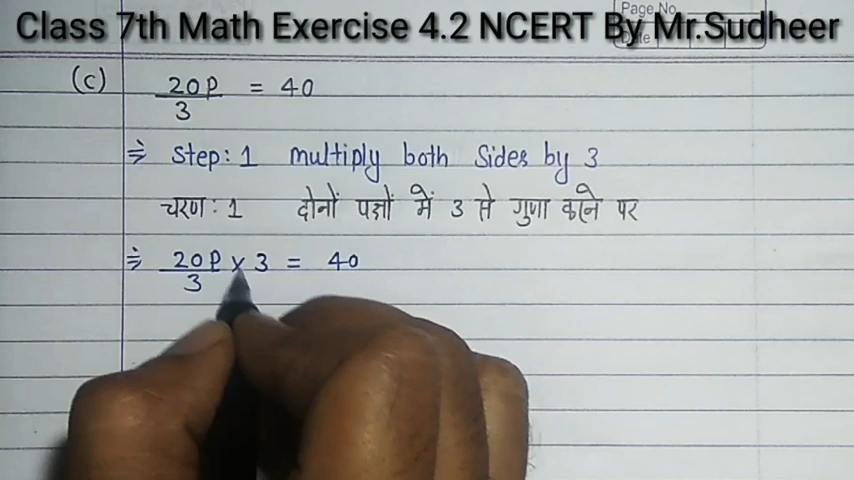 Class 7th Math Exercise 4.2 NCERT By Mr.Sudheer
Page No
Date
(c) 20P/3 = 40
⇒ Step: 1 multiply both Sides by 3
चरण: 1 दोनों पक्षों में 3 से गुणा करने पर
⇒ 20P/3 × 3 = 40